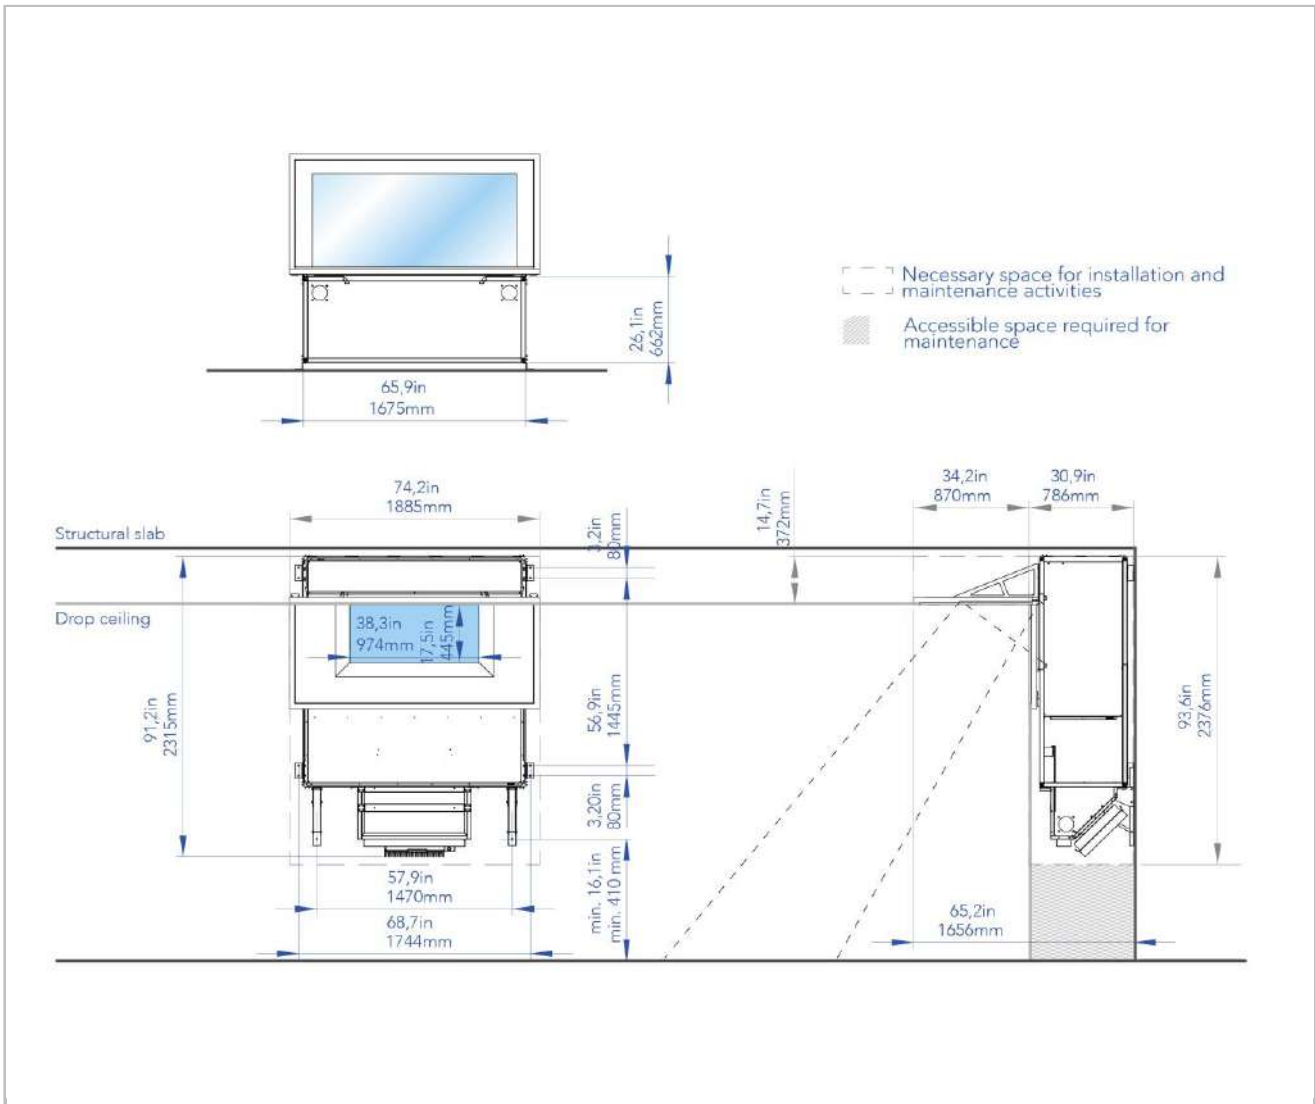 Necessary space for installation and
maintenance activities
Accessible space required for
maintenance
26,1in
662mm
65,9in
1675mm
74,2in
1885mm
34,2in
870mm
30,9in
786mm
14,7in
372mm
3,2in
80mm
Structural slab
Drop ceiling
38,3in
974mm
17,5in
445mm
91,2in
2315mm
56,9in
1445mm
93,6in
2376mm
3,20in
80mm
57,9in
1470mm
min. 16,1in
min. 410 mm
68,7in
1744mm
65,2in
1656mm